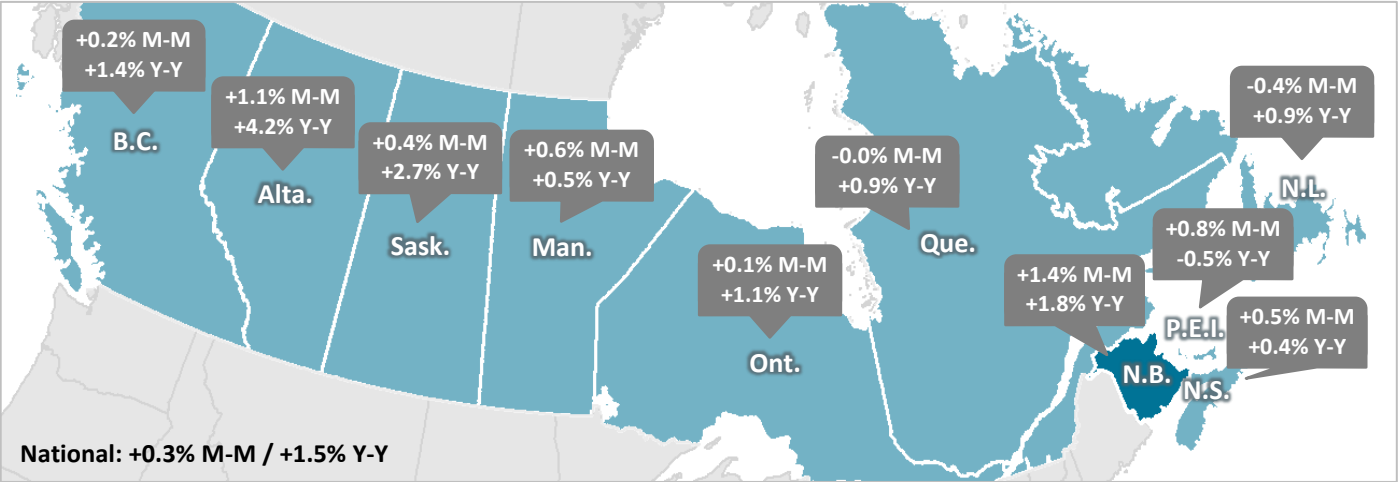 +0.2% M-M
+1.4% Y-Y
B.C.
+1.1% M-M
+4.2% Y-Y
Alta.
+0.4% M-M
+2.7% Y-Y
Sask.
+0.6% M-M
+0.5% Y-Y
Man.
+0.1% M-M
+1.1% Y-Y
Ont.
-0.0% M-M
+0.9% Y-Y
Que.
-0.4% M-M
+0.9% Y-Y
N.L.
+0.8% M-M
-0.5% Y-Y
P.E.I.
+1.4% M-M
+1.8% Y-Y
N.B.
+0.5% M-M
+0.4% Y-Y
N.S.
National: +0.3% M-M / +1.5% Y-Y